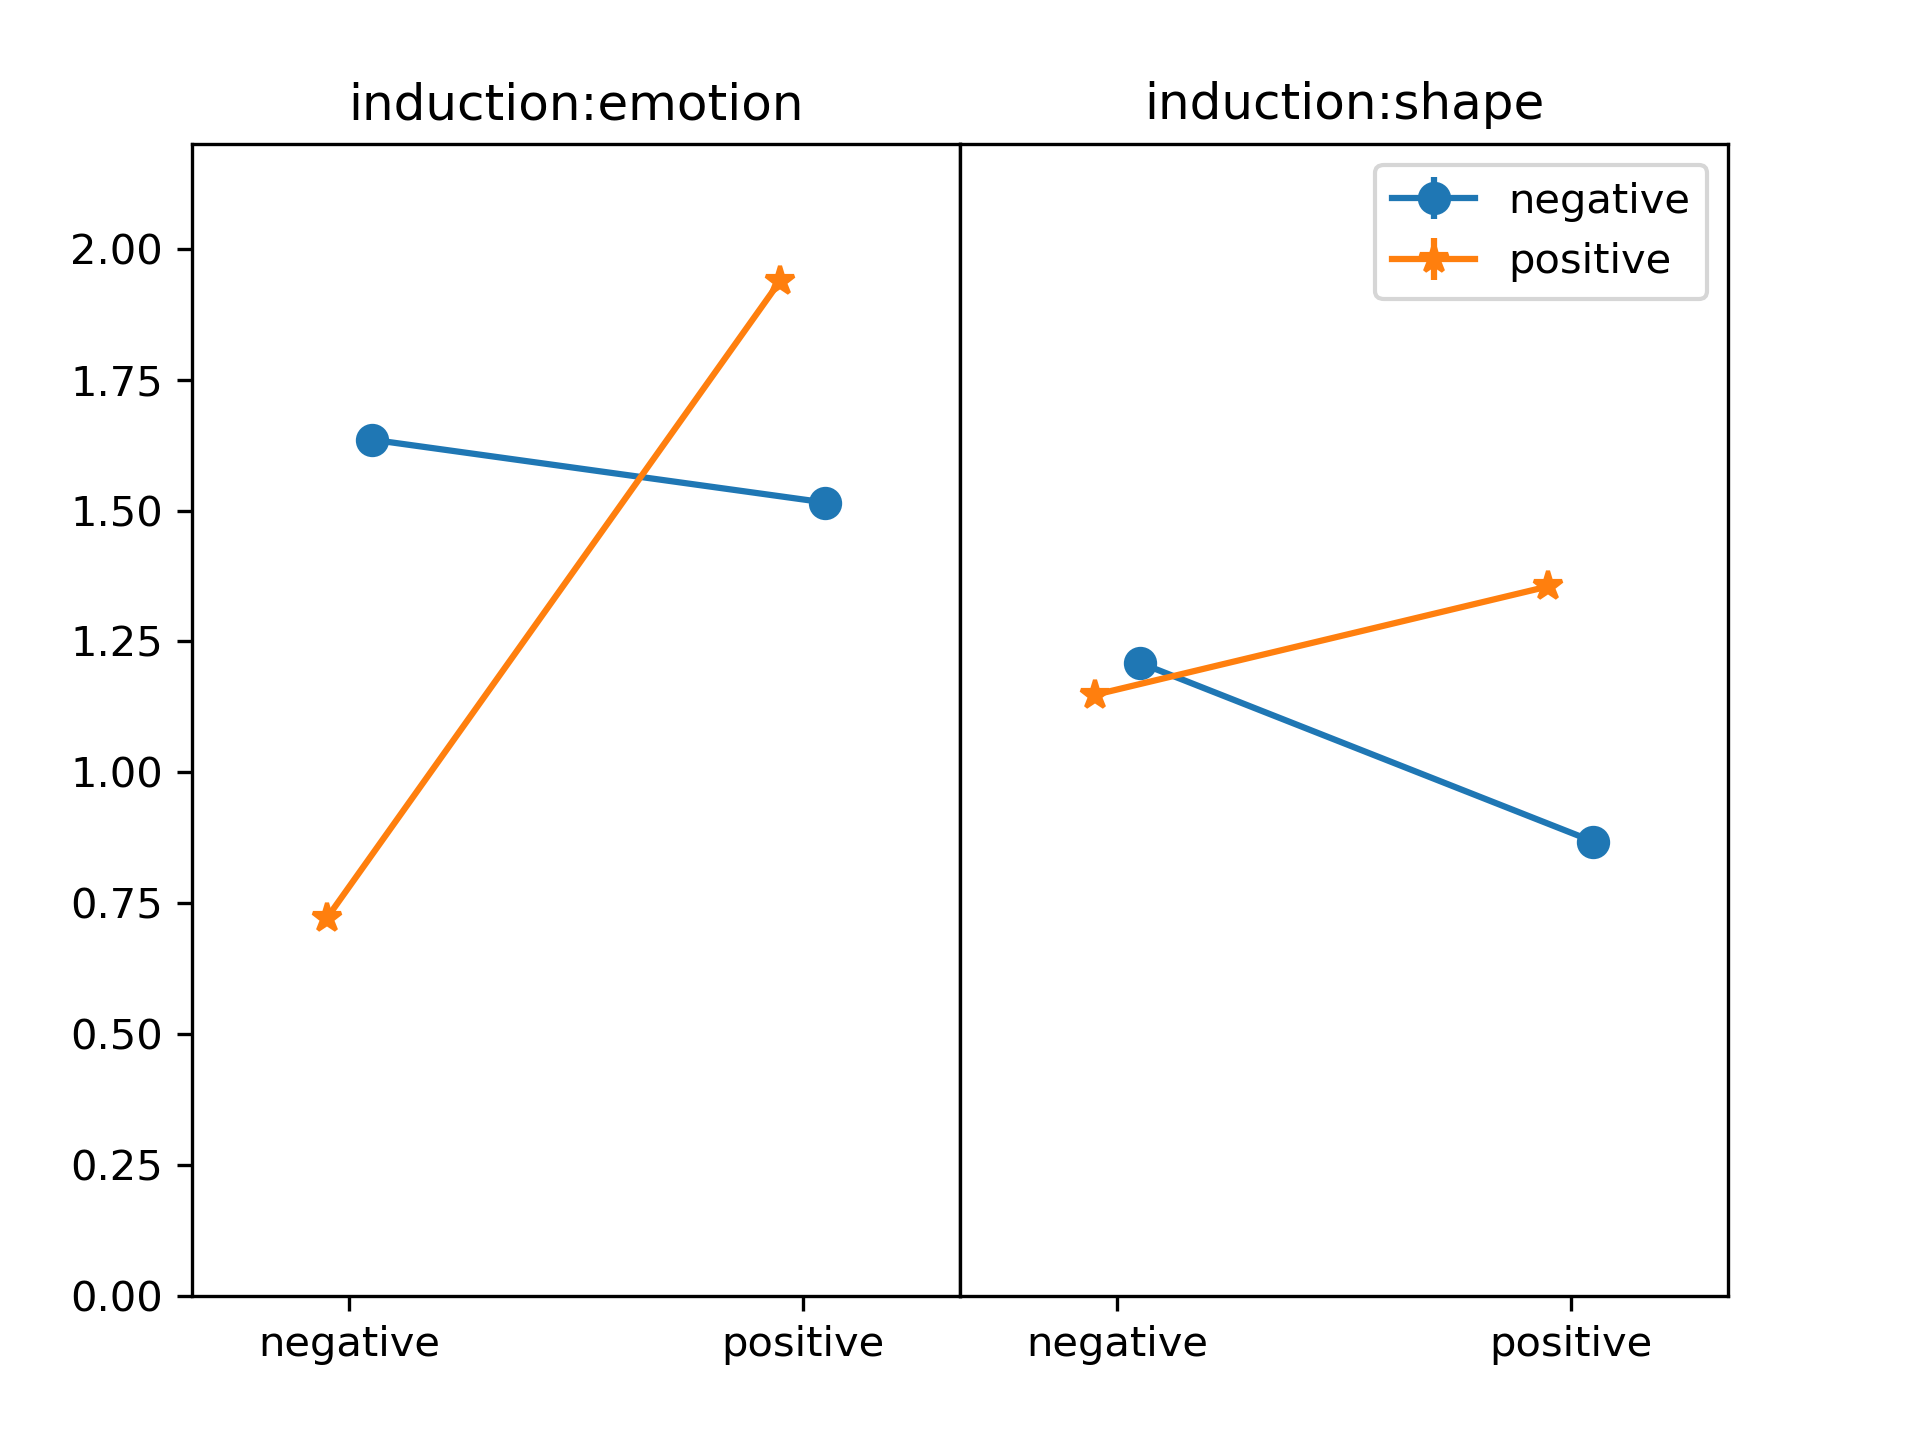 induction:emotion
induction:shape
negative
positive
2.00
1.75
1.50
1.25
1.00
0.75
0.50
0.25
0.00
negative
positive
negative
positive